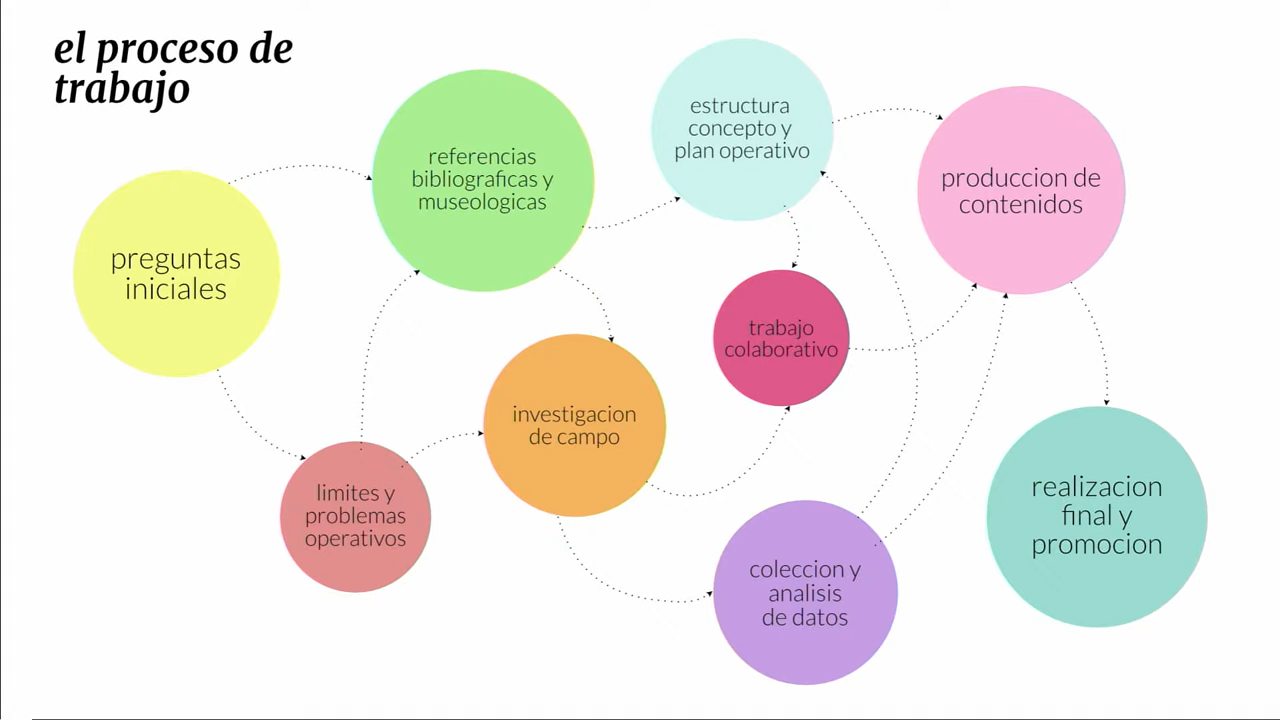 el proceso de
trabajo
preguntas
iniciales
referencias
bibliograficas y
museologicas
limites y
problemas
operativos
investigacion
de campo
estructura
concepto y
plan operativo
trabajo
colaborativo
coleccion y
analisis
de datos
produccion de
contenidos
realizacion
final y
promocion